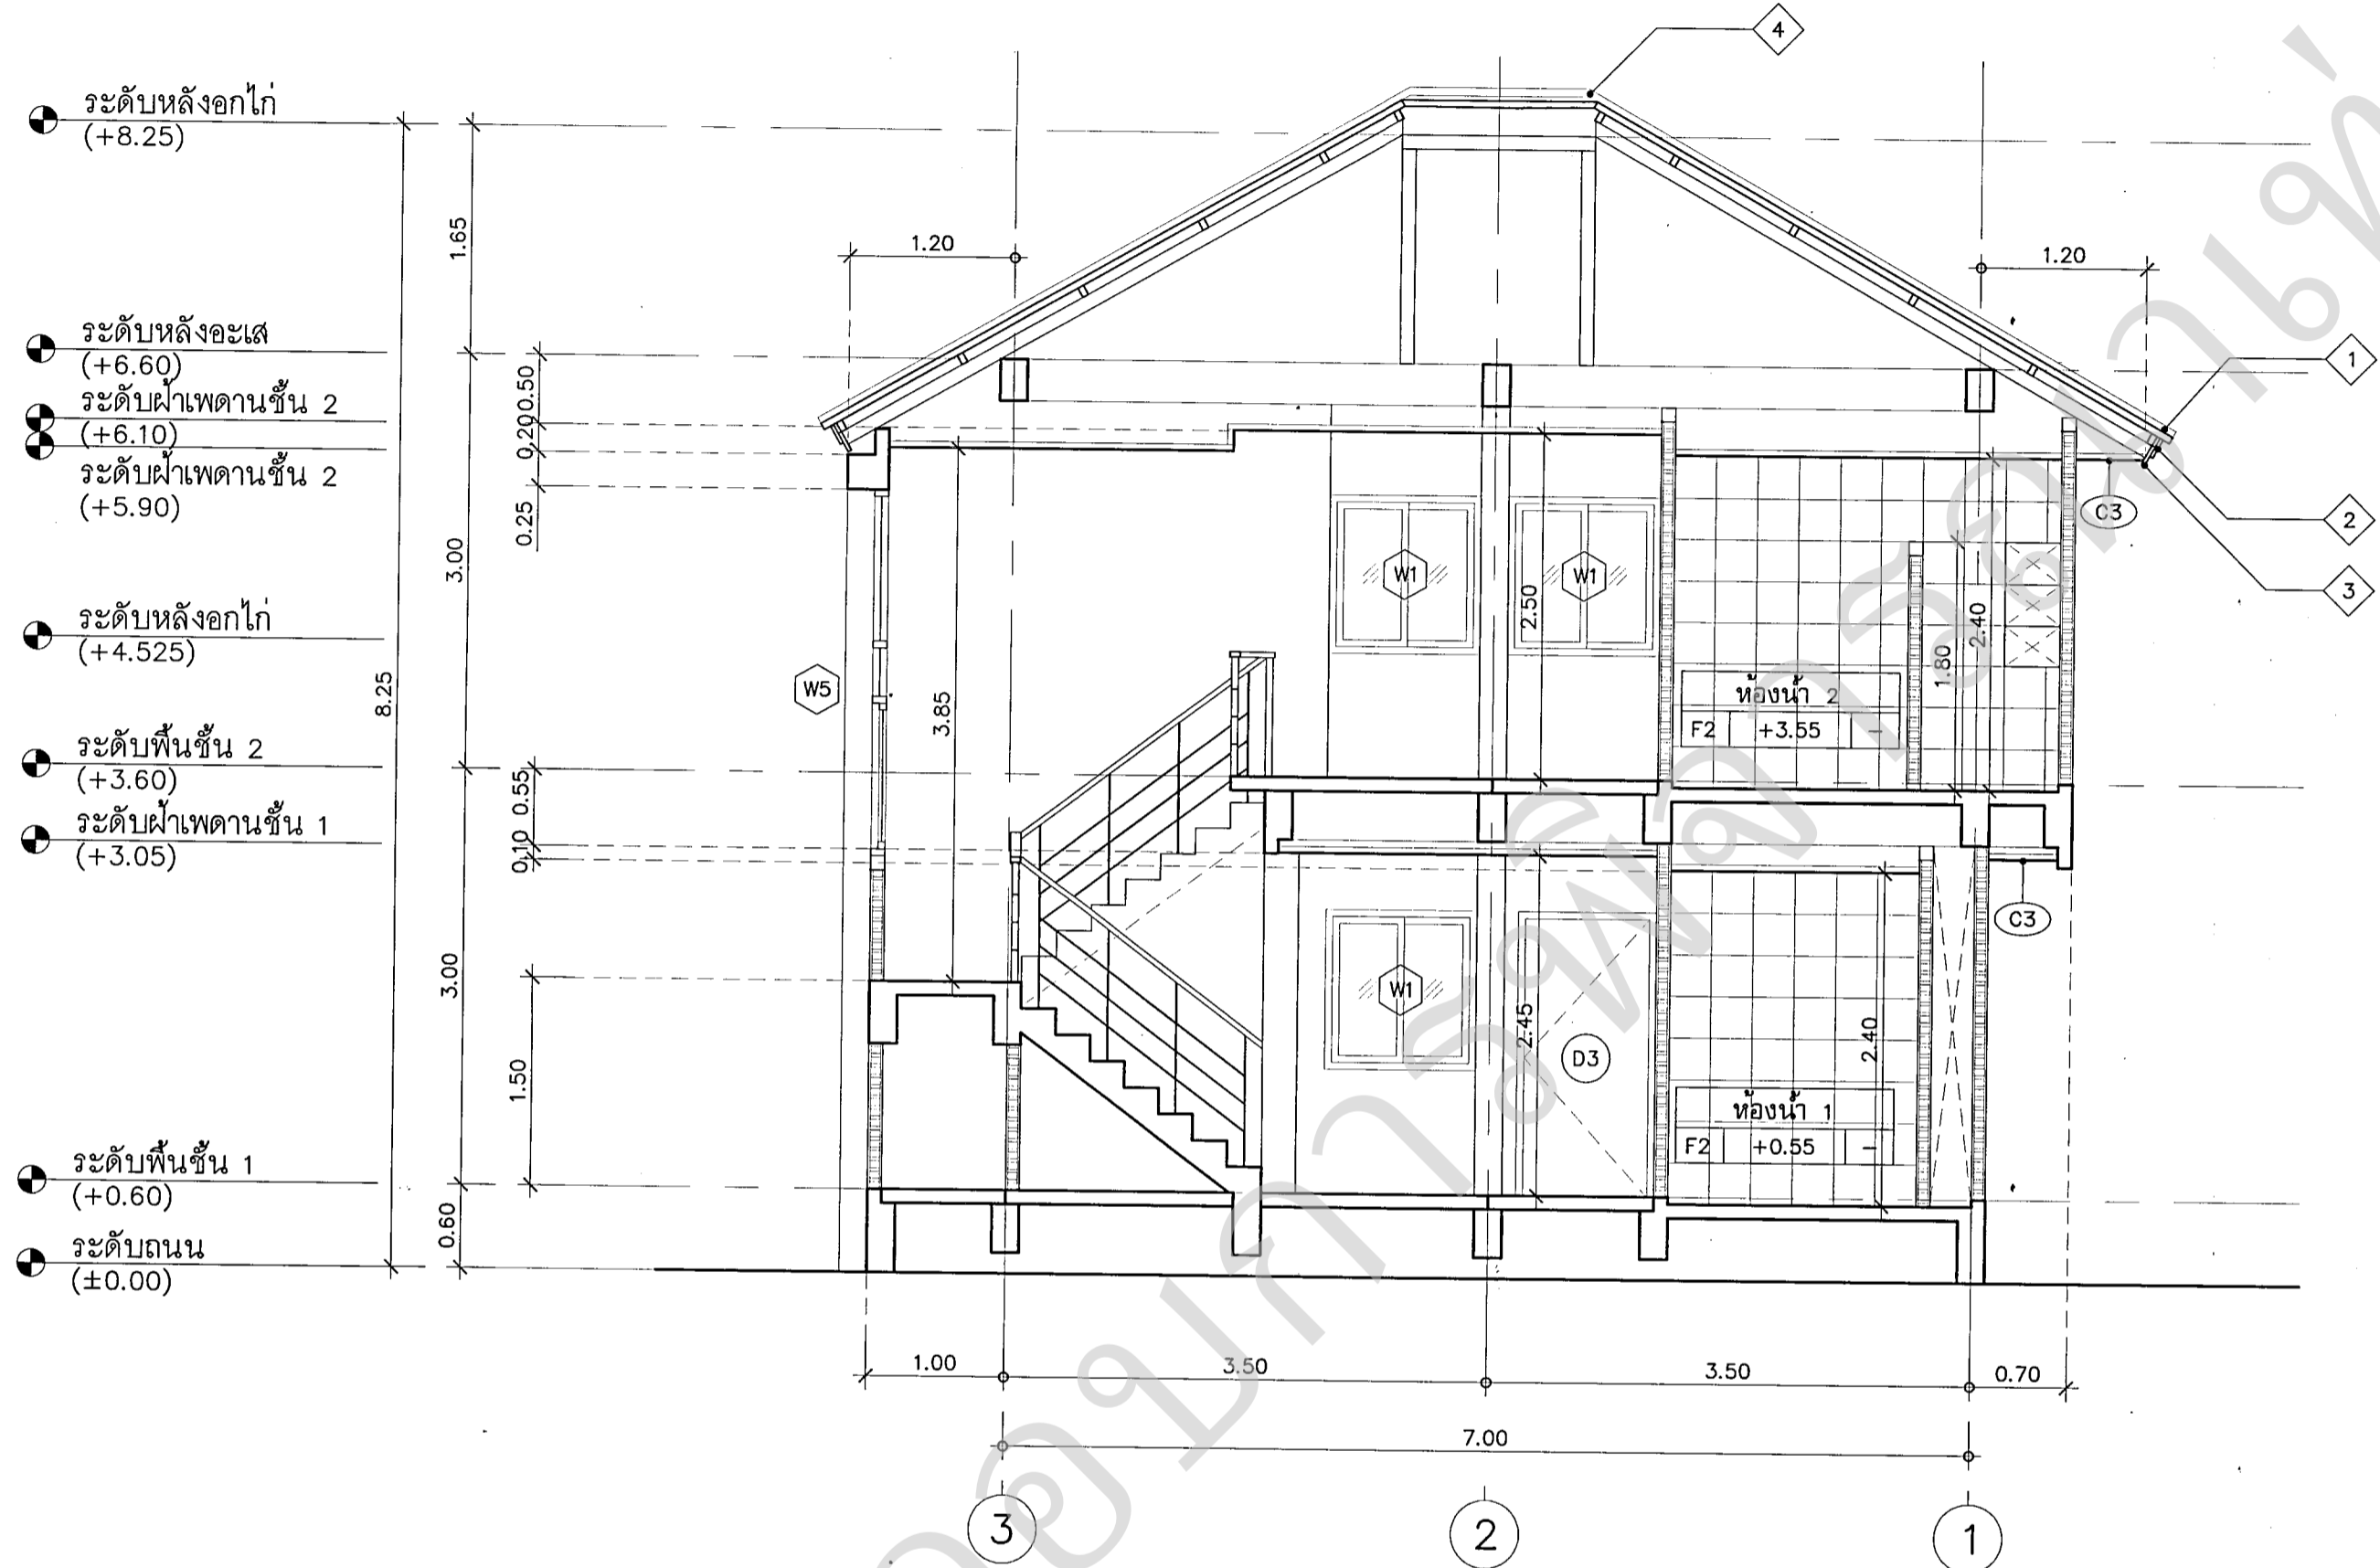 4
ระดับหลังอกไก่
(+8.25)
1.65
1.20
1.20
ระดับหลังอะเส
(+6.60)
1
ระดับฝ้าเพดานชั้น 2
(+6.10)
0.50
0.20
ระดับฝ้าเพดานชั้น 2
(+5.90)
0.25
C3
2
W1
W1
3.00
3
2.50
2.40
1.80
ระดับหลังอกไก่
(+4.525)
8.25
W5
3.85
ห้องน้ำ 2
F2 +3.55 -
ระดับพื้นชั้น 2
(+3.60)
0.55
ระดับฝ้าเพดานชั้น 1
(+3.05)
0.10
C3
3.00
W1
2.45
D3
2.40
1.50
ห้องน้ำ 1
F2 +0.55 -
ระดับพื้นชั้น 1
(+0.60)
0.60
ระดับถนน
(±0.00)
1.00 3.50 3.50 0.70
7.00
3 2 1